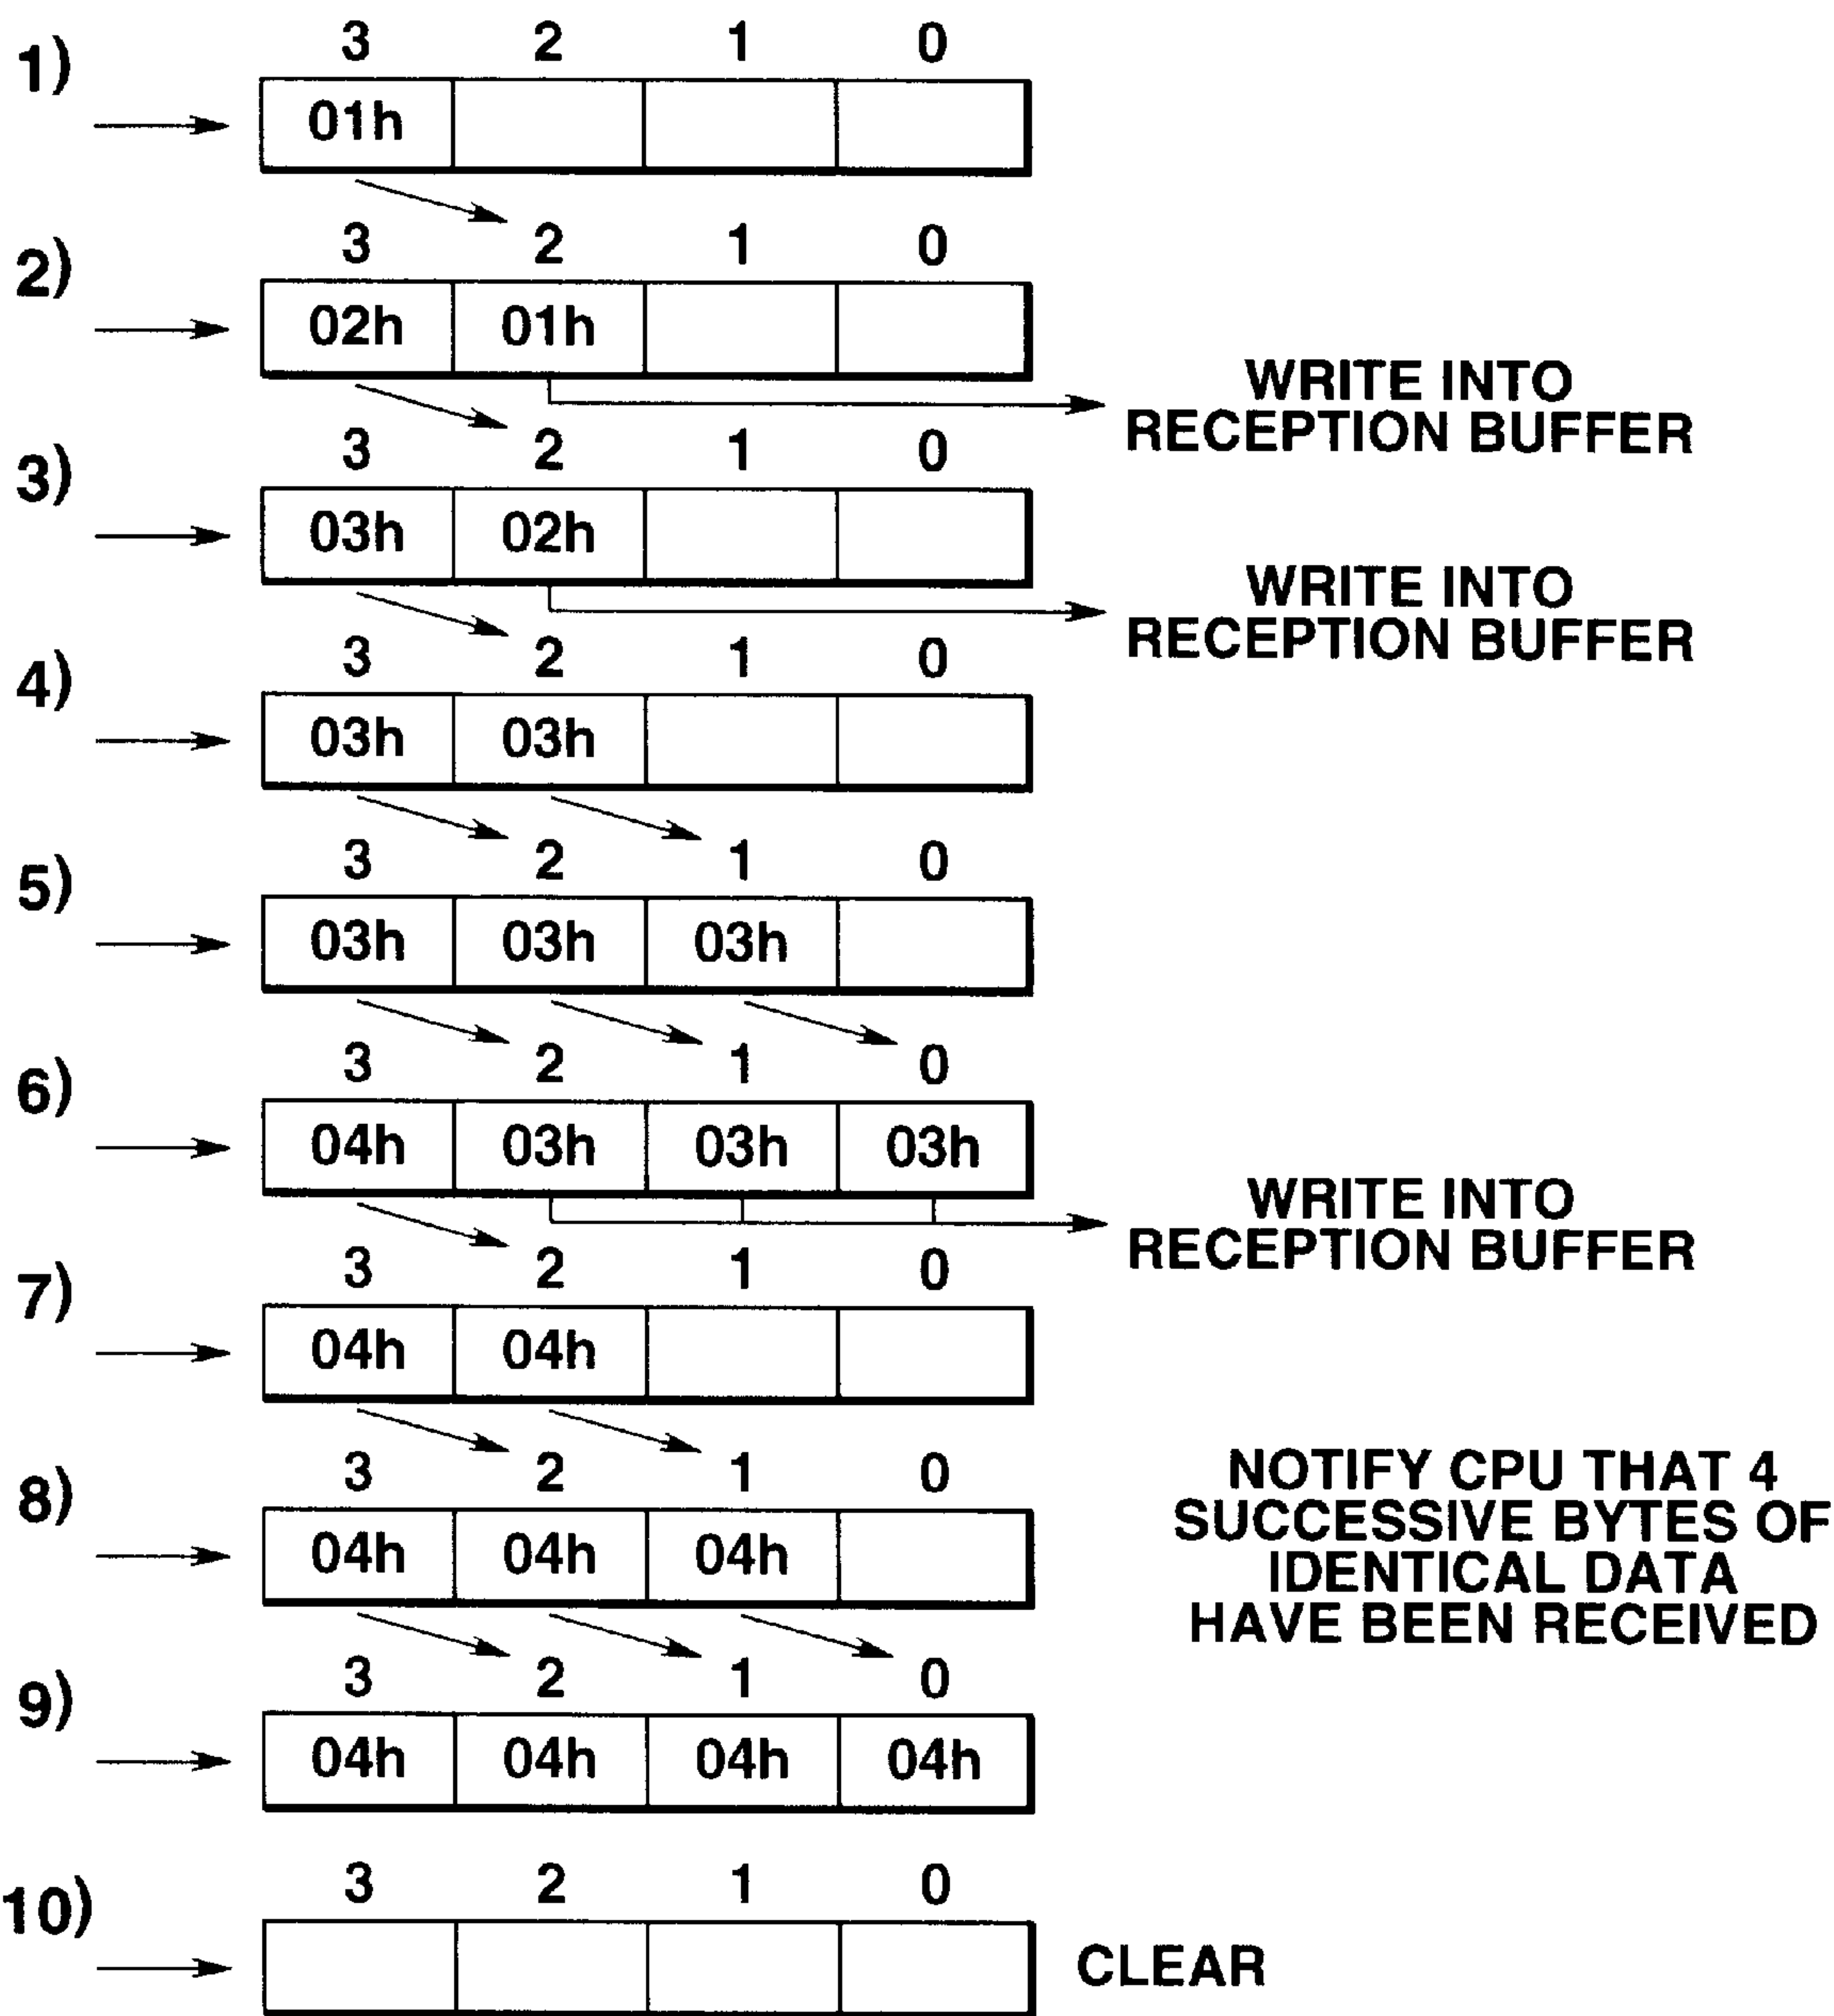 1)
3 2 1 0
01h
2)
3 2 1 0
02h 01h
WRITE INTO
RECEPTION BUFFER
3)
3 2 1 0
03h 02h
WRITE INTO
RECEPTION BUFFER
4)
3 2 1 0
03h 03h
5)
3 2 1 0
03h 03h 03h
6)
3 2 1 0
04h 03h 03h 03h
WRITE INTO
RECEPTION BUFFER
7)
3 2 1 0
04h 04h
8)
3 2 1 0
04h 04h 04h
NOTIFY CPU THAT 4
SUCCESSIVE BYTES OF
IDENTICAL DATA
HAVE BEEN RECEIVED
9)
3 2 1 0
04h 04h 04h 04h
10)
3 2 1 0
CLEAR